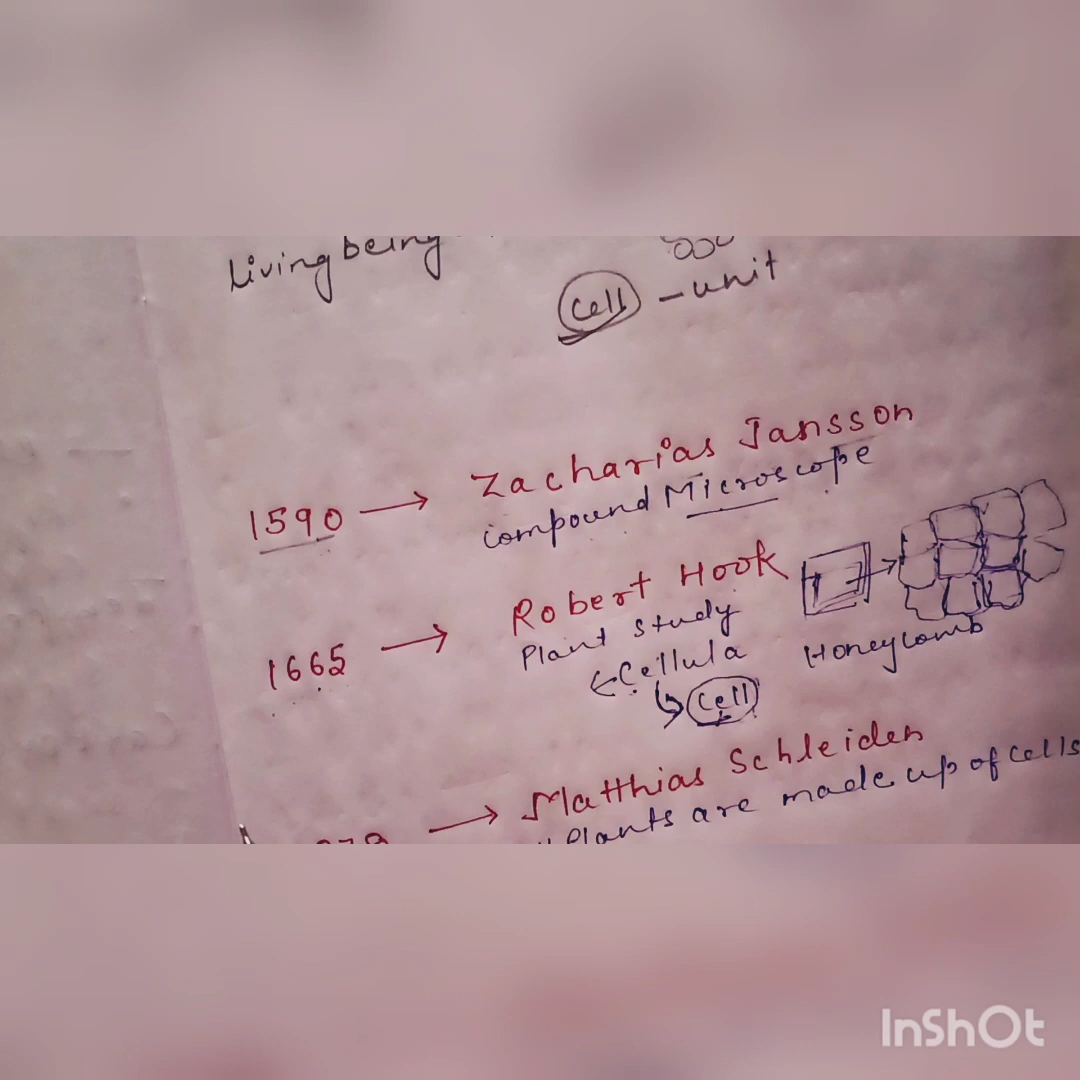 Living being
Cell - unit
1590 → Zacharias Jansson
compound Microscope
1665 → Robert Hook
Plant study
Cellula
Cell
Honeycomb
→ Matthias Schleiden
Plants are made up of cells
InShOt